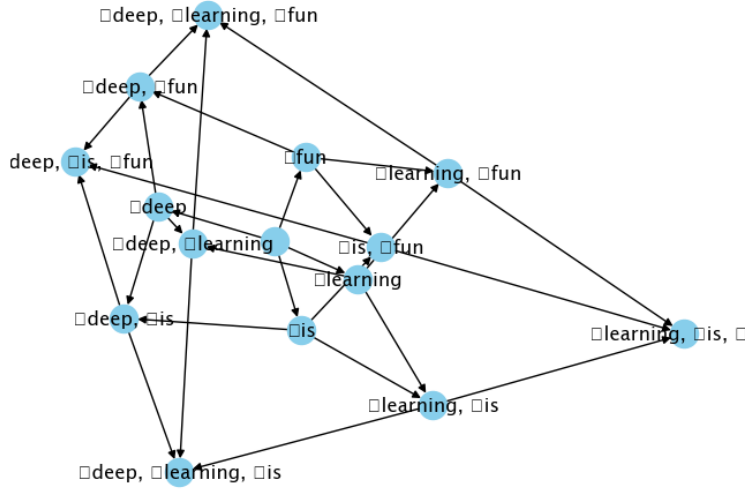 □deep, □learning, □fun
□deep, □fun
deep, □is, □fun
□fun
□learning, □fun
□deep
□deep, □learning
□is, □fun
□learning
□deep, □is
□is
□learning, □is, □
□learning, □is
□deep, □learning, □is